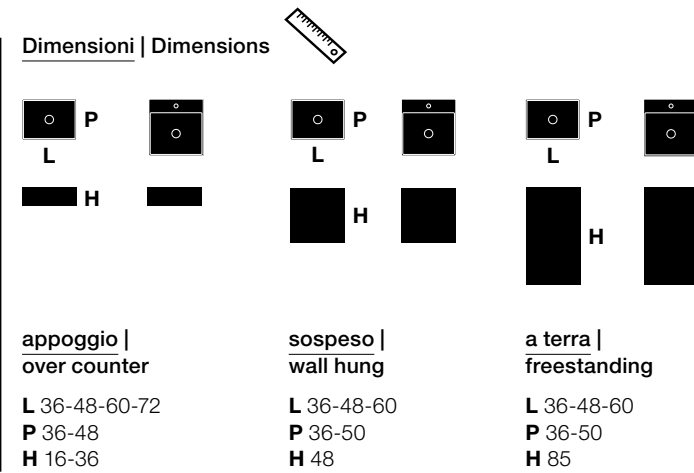 Dimensioni | Dimensions
P
L
H
P
L
H
P
L
H
appoggio |
over counter
L 36-48-60-72
P 36-48
H 16-36
sospeso |
wall hung
L 36-48-60
P 36-50
H 48
a terra |
freestanding
L 36-48-60
P 36-50
H 85